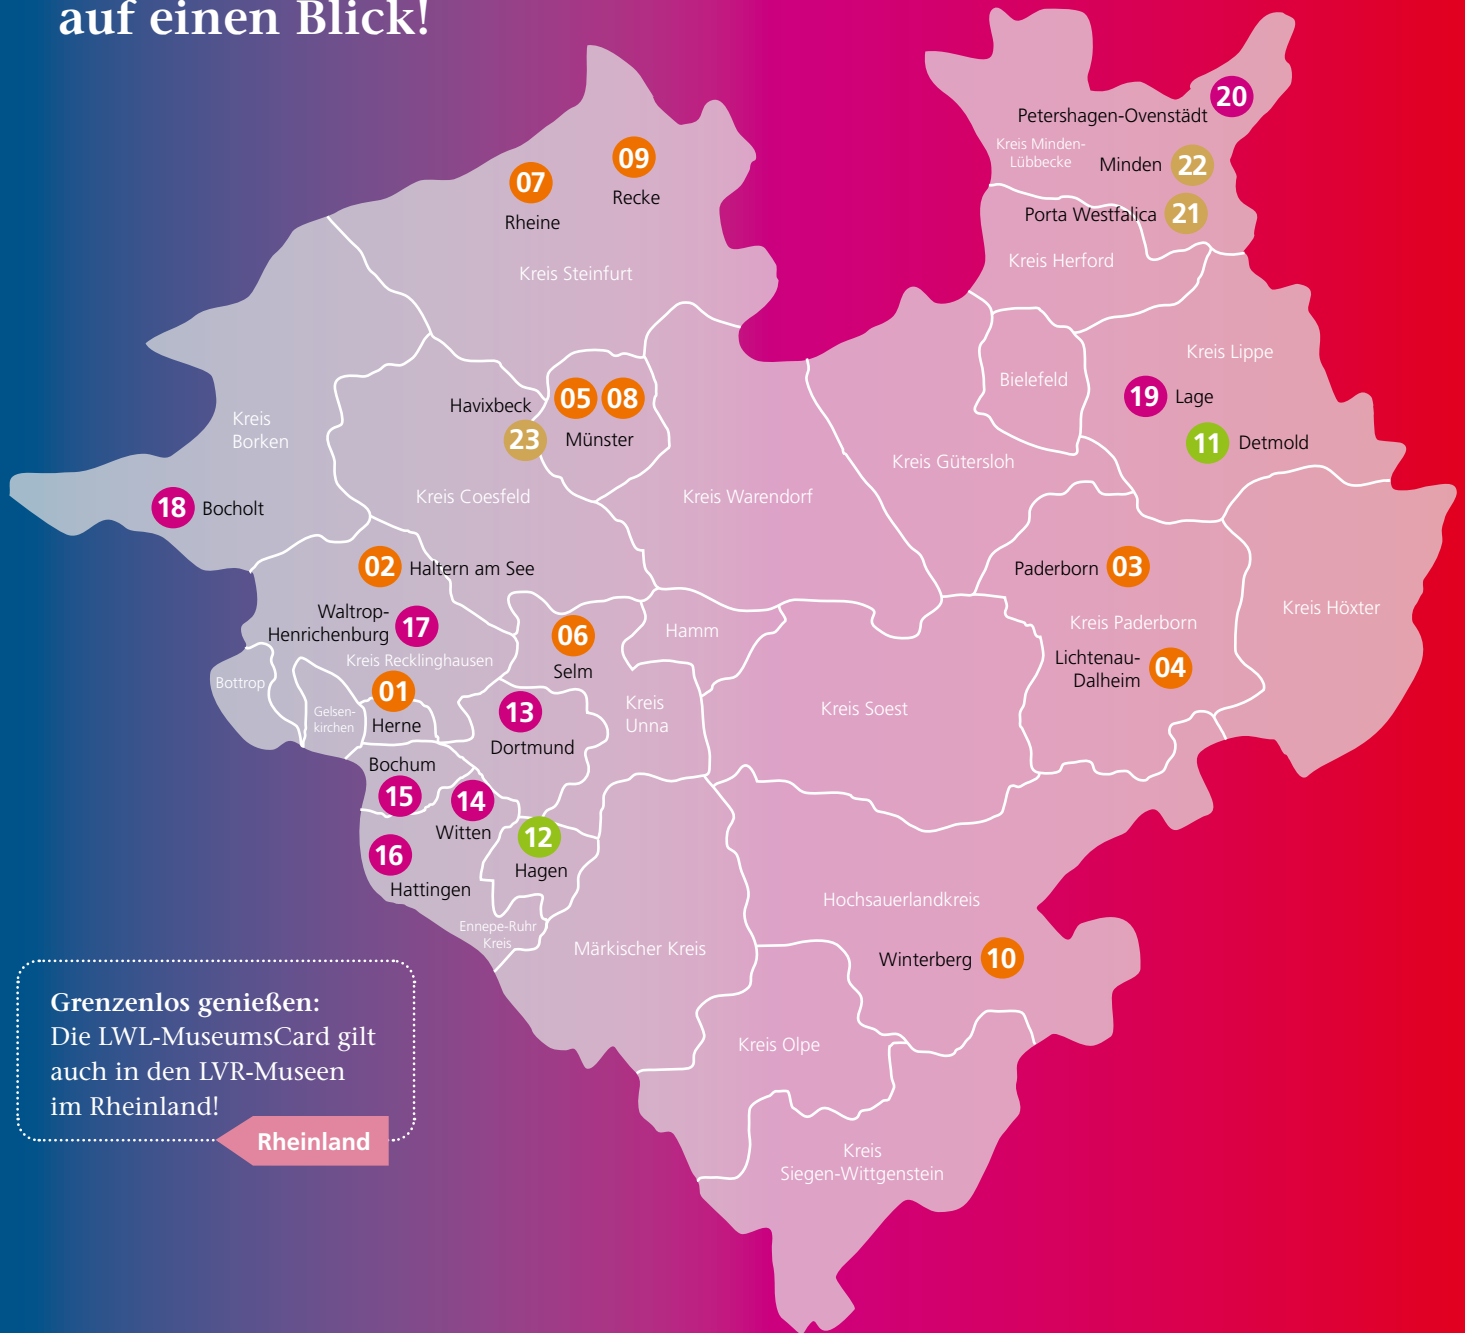 auf einen Blick!
20
Petershagen-Ovenstädt
Kreis Minden-
Lübbecke
Minden
22
Porta Westfalica
21
Kreis Herford
09
Recke
07
Rheine
Kreis Steinfurt
Kreis Lippe
Bielefeld
19
Lage
11
Detmold
Havixbeck
05
08
23
Münster
Kreis
Borken
Kreis Gütersloh
Kreis Coesfeld
Kreis Warendorf
18
Bocholt
02
Haltern am See
Paderborn
03
Kreis Höxter
Waltrop-
Henrichenburg
17
Kreis Paderborn
06
Selm
Hamm
Kreis Recklinghausen
Lichtenau-
Dalheim
04
Bottrop
01
Herne
Gelsen-
kirchen
13
Dortmund
Kreis
Unna
Kreis Soest
Bochum
15
14
Witten
12
Hagen
16
Hattingen
Hochsauerlandkreis
Ennepe-Ruhr
Kreis
Märkischer Kreis
Winterberg
10
Grenzenlos genießen:
Die LWL-MuseumsCard gilt
auch in den LVR-Museen
im Rheinland!
Rheinland
Kreis Olpe
Kreis
Siegen-Wittgenstein